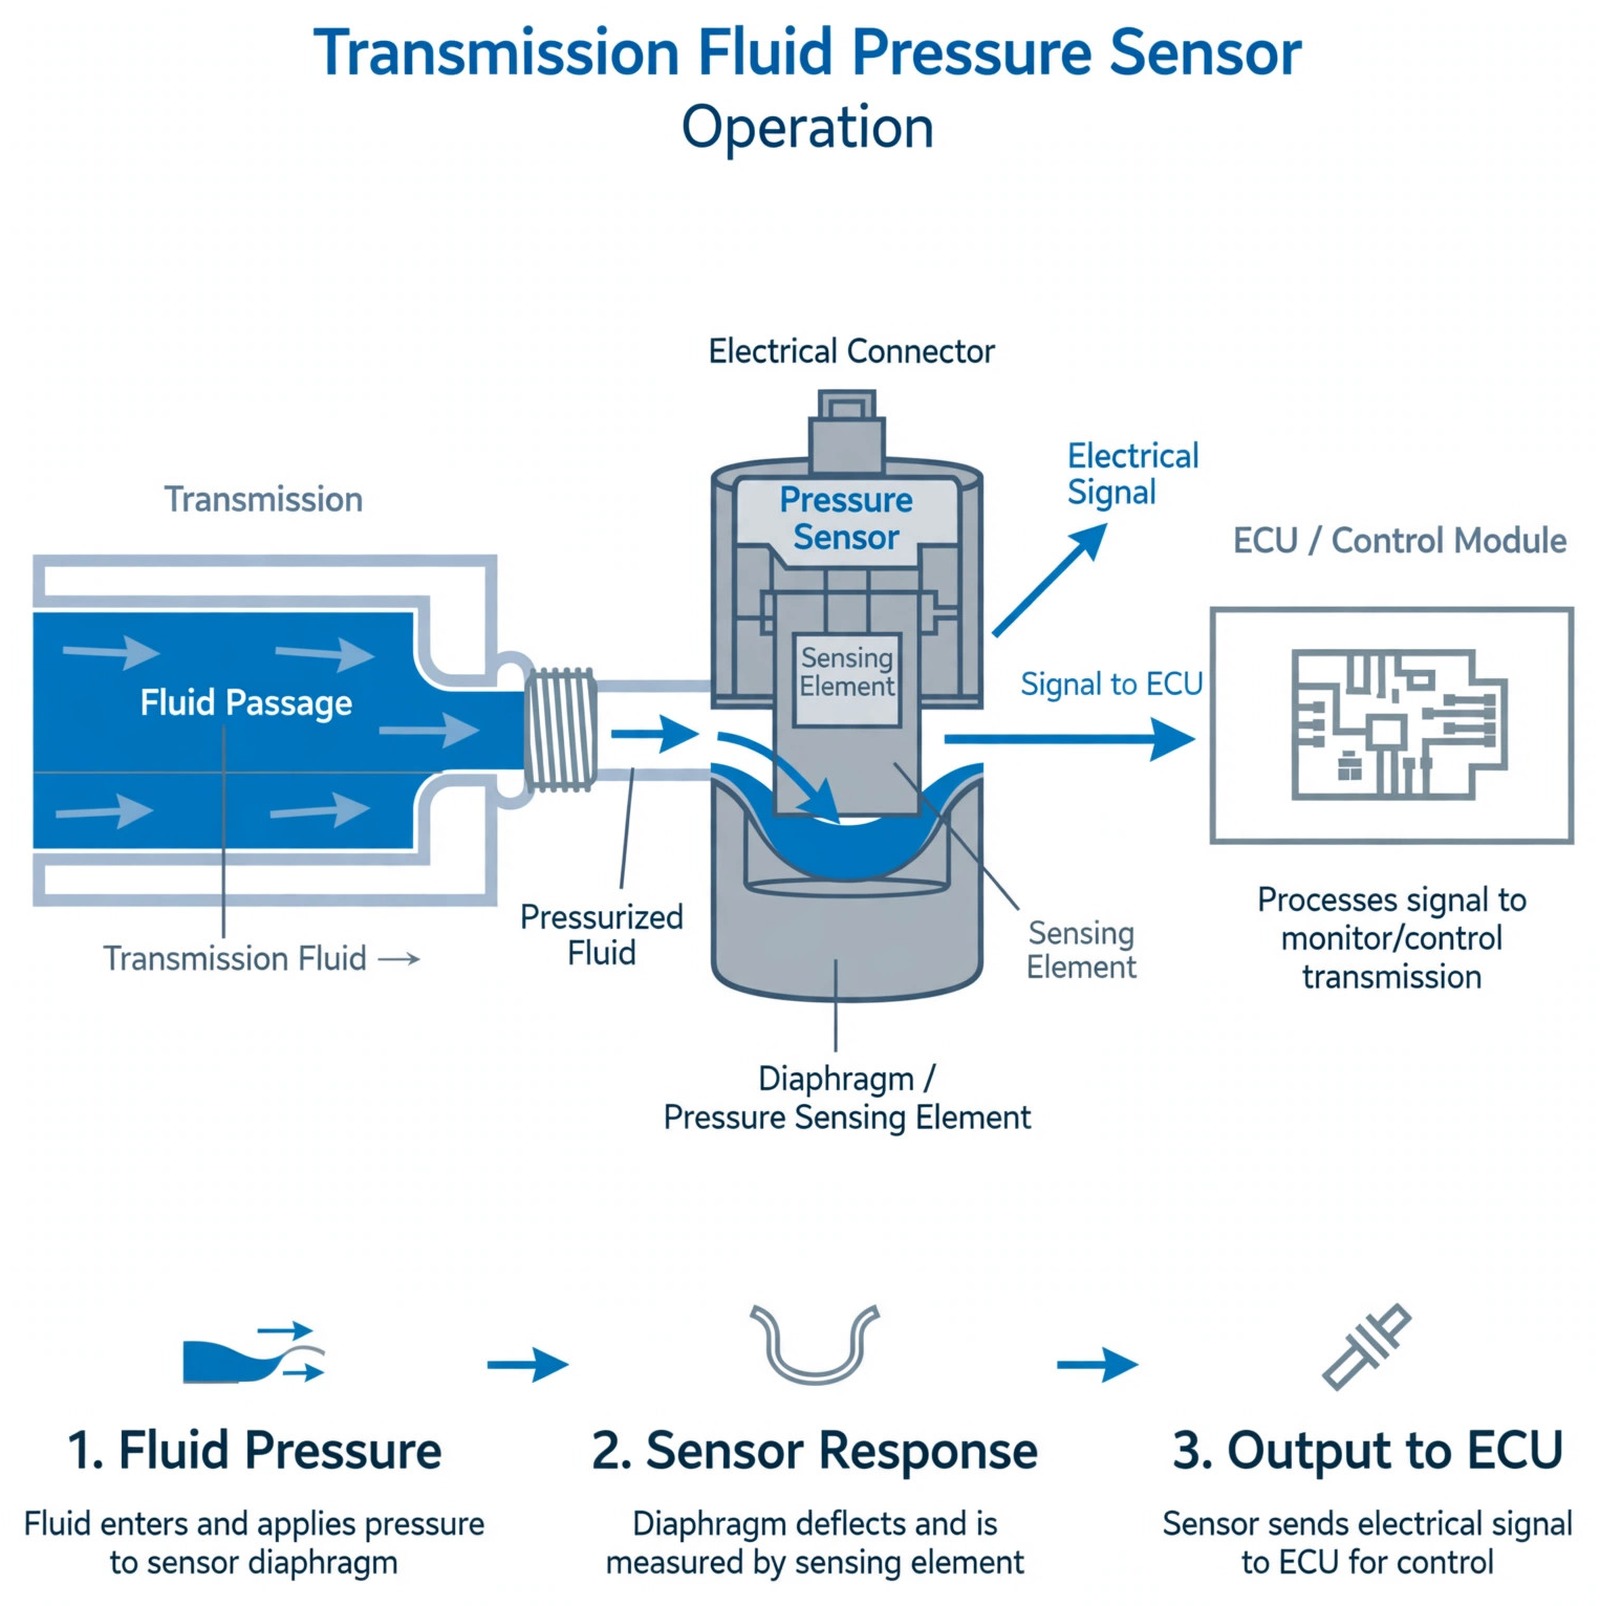 Transmission Fluid Pressure Sensor
Operation
Electrical Connector
Electrical
Signal
Transmission
Pressure
Sensor
ECU / Control Module
Sensing
Element
Signal to ECU
Fluid Passage
Pressurized
Fluid
Transmission Fluid →
Sensing
Element
Processes signal to
monitor/control
transmission
Diaphragm /
Pressure Sensing Element
1. Fluid Pressure
Fluid enters and applies pressure
to sensor diaphragm
2. Sensor Response
Diaphragm deflects and is
measured by sensing element
3. Output to ECU
Sensor sends electrical signal
to ECU for control